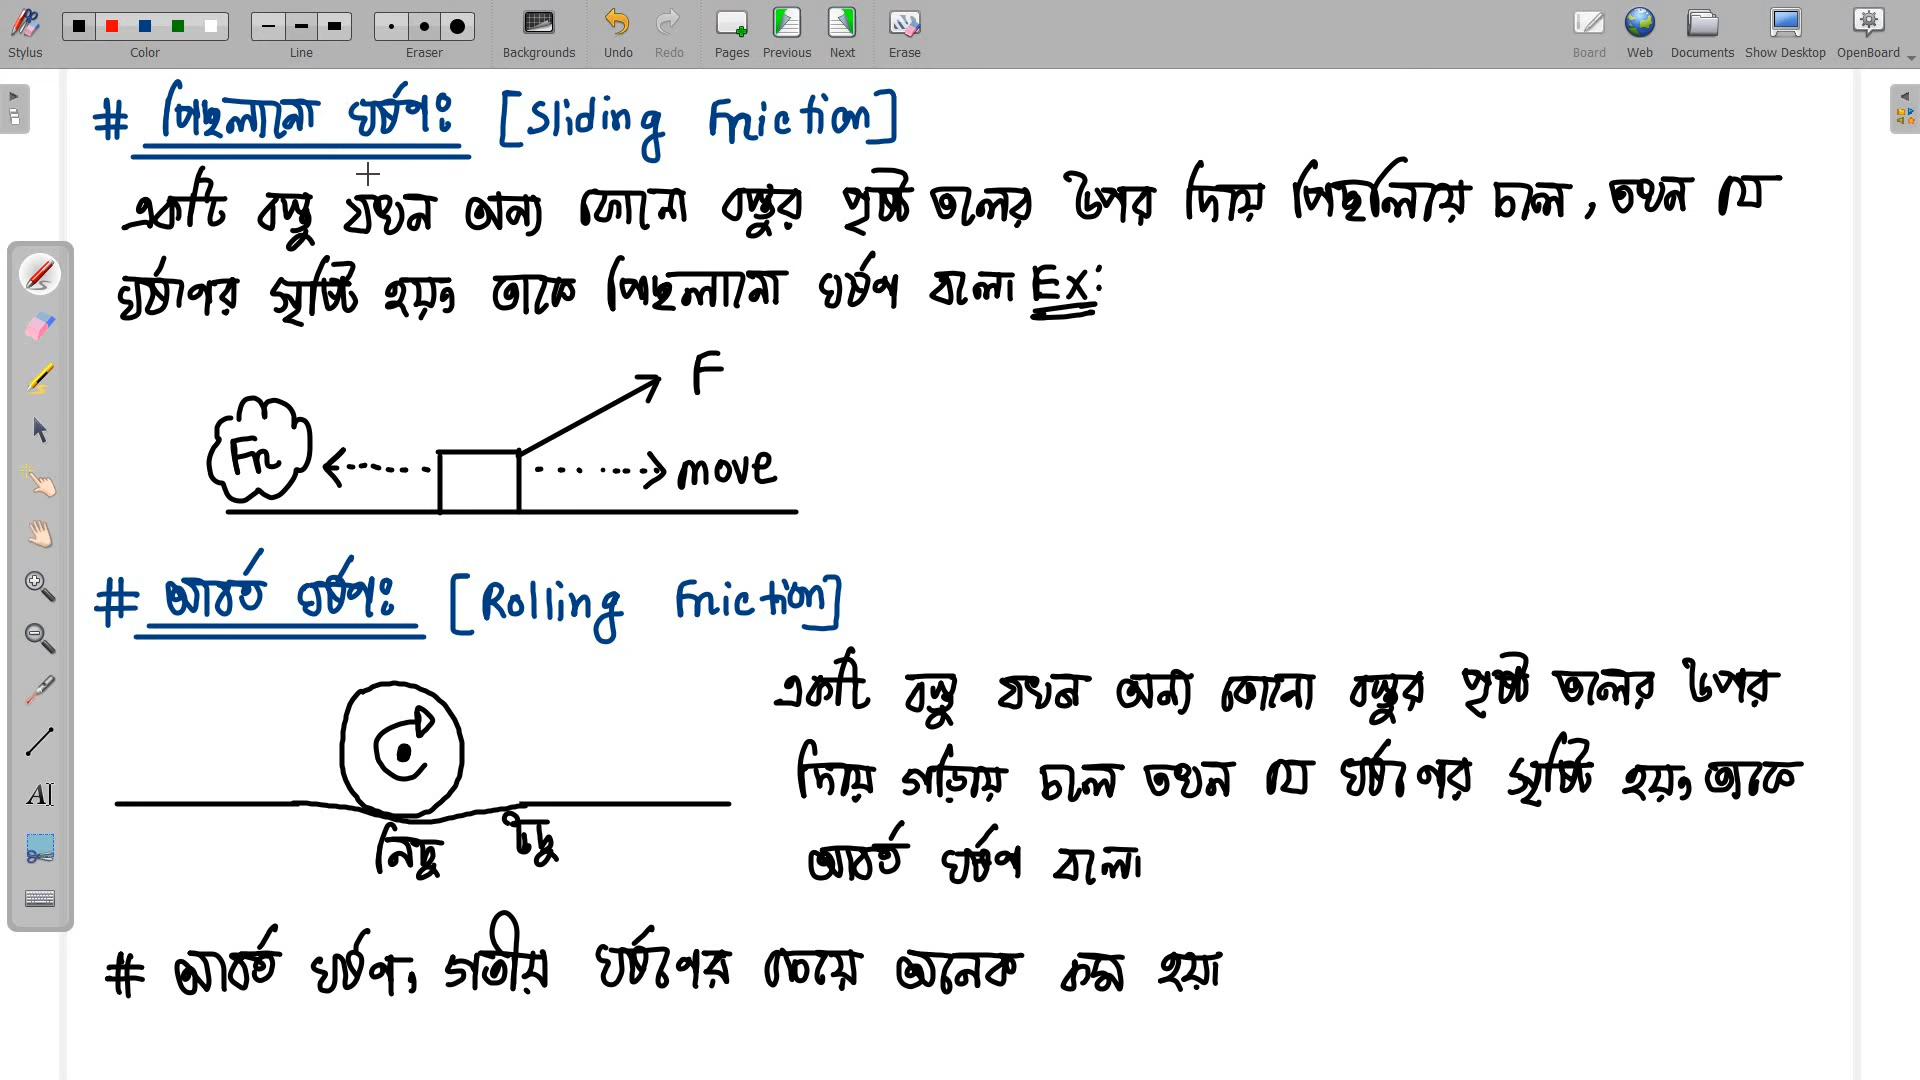 Stylus Color Line Eraser Backgrounds Undo Redo Pages Previous Next Erase Board Web Documents Show Desktop OpenBoard
# পিছলানো ঘর্ষণঃ [Sliding Friction]
একটি বস্তু যখন অন্য কোনো বস্তুর পৃষ্ঠ তলের উপর দিয়ে পিছলিয়ে চলে, তখন যে
ঘর্ষণের সৃষ্টি হয়, তাকে পিছলানো ঘর্ষণ বলে। Ex:
F
Fr
move
# আবর্ত ঘর্ষণঃ [Rolling Friction]
একটি বস্তু যখন অন্য কোনো বস্তুর পৃষ্ঠ তলের উপর
দিয়ে গড়িয়ে চলে তখন যে ঘর্ষণের সৃষ্টি হয়, তাকে
আবর্ত ঘর্ষণ বলে।
নিচু
উচু
# আবর্ত ঘর্ষণ, গতীয় ঘর্ষণের চেয়ে অনেক কম হয়।